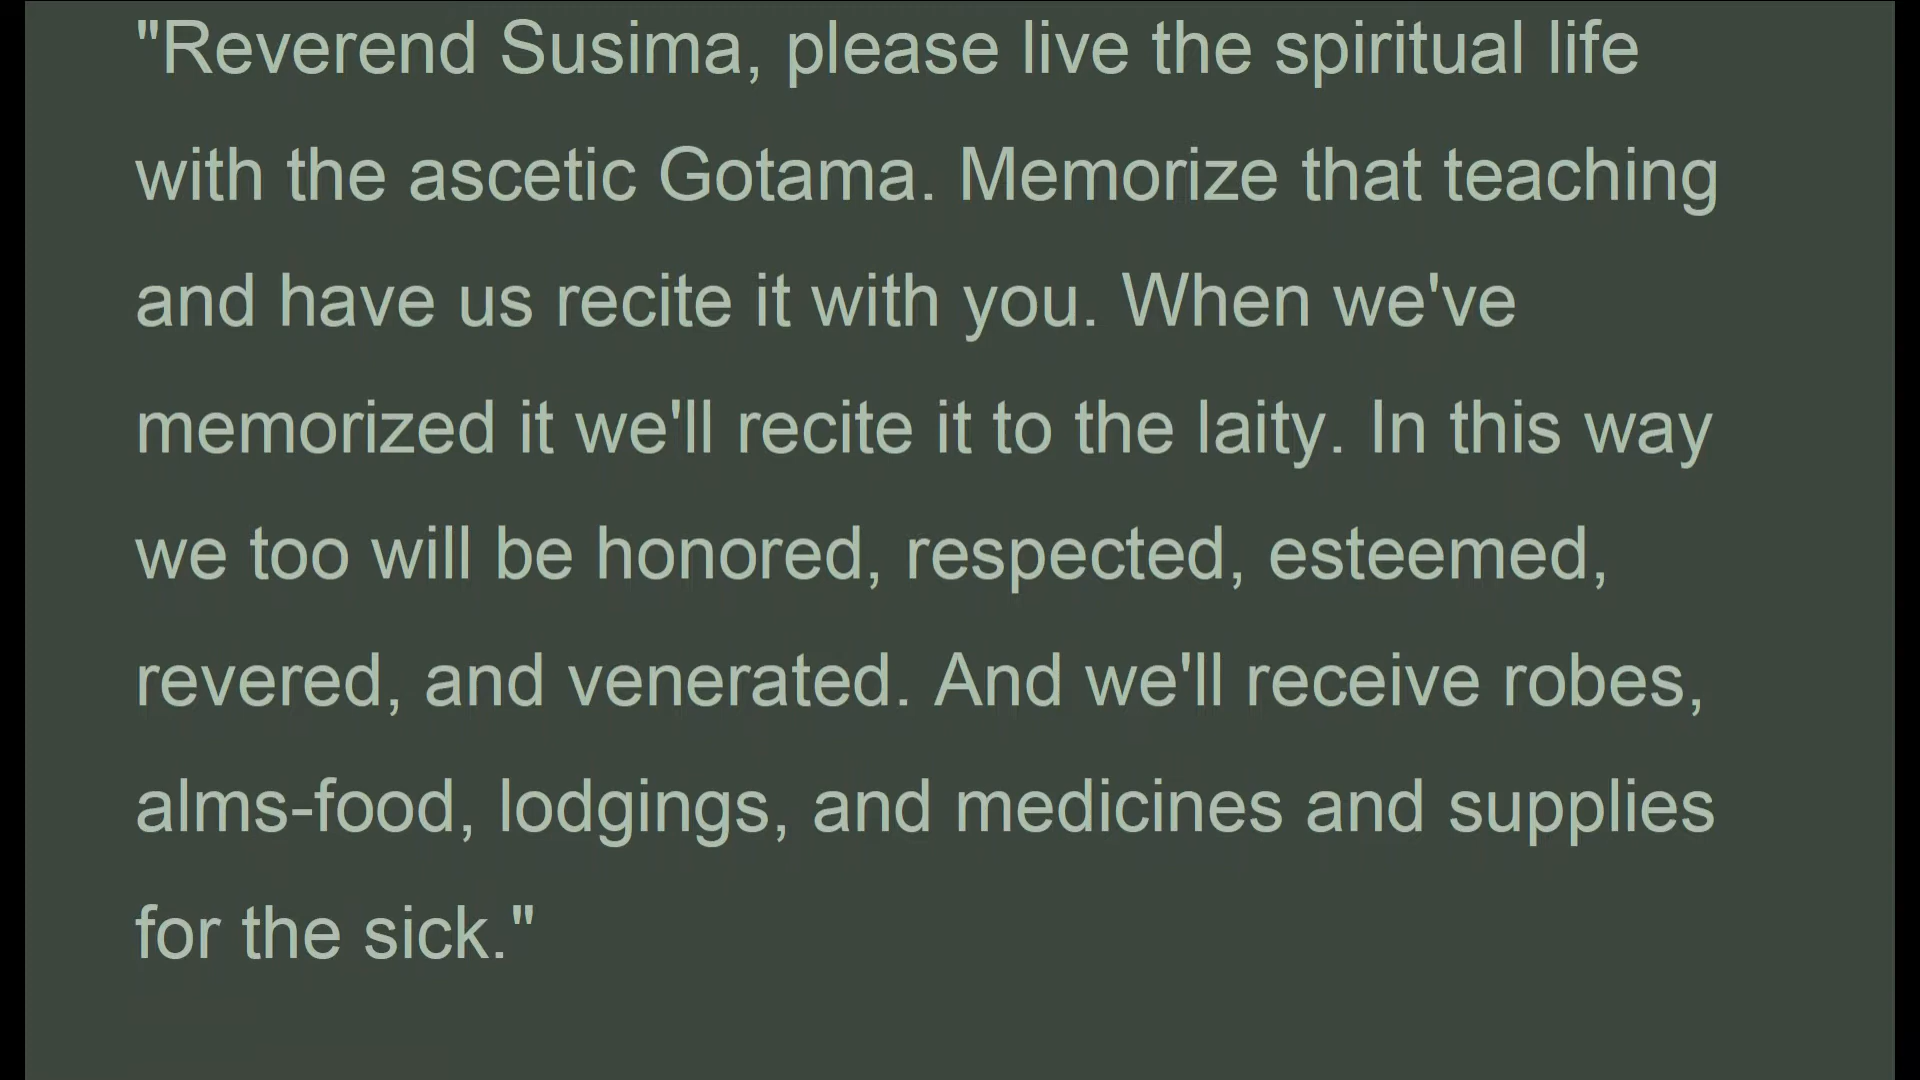 "Reverend Susima, please live the spiritual life
with the ascetic Gotama. Memorize that teaching
and have us recite it with you. When we've
memorized it we'll recite it to the laity. In this way
we too will be honored, respected, esteemed,
revered, and venerated. And we'll receive robes,
alms-food, lodgings, and medicines and supplies
for the sick."